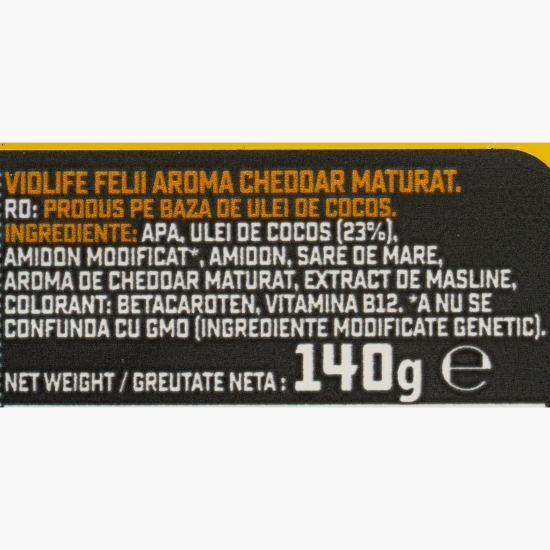 VIOLIFE FELII AROMA CHEDDAR MATURAT.
RO: PRODUS PE BAZA DE ULEI DE COCOS.
INGREDIENTE: APA, ULEI DE COCOS (23%),
AMIDON MODIFICAT*, AMIDON, SARE DE MARE,
AROMA DE CHEDDAR MATURAT, EXTRACT DE MASLINE,
COLORANT: BETACAROTEN, VITAMINA B12. *A NU SE
CONFUNDA CU GMO (INGREDIENTE MODIFICATE GENETIC).
NET WEIGHT / GREUTATE NETA : 140g ℮